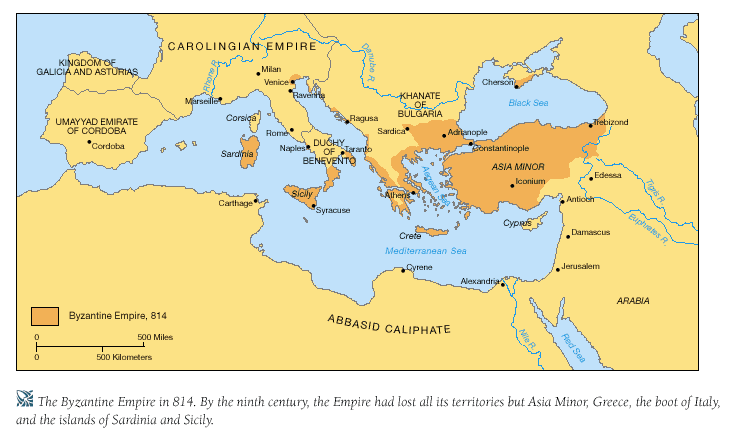 CAROLINGIAN EMPIRE
KINGDOM OF
GALICIA AND ASTURIAS
Rhone R.
Milan
Venice
Danube R.
Ravenna
Marseille
Cherson
KHANATE
OF
BULGARIA
Black Sea
UMAYYAD EMIRATE
OF CORDOBA
Cordoba
Corsica
Ragusa
Trebizond
Rome
Sardica
Adrianople
Constantinople
Sardinia
Naples
DUCHY
OF
BENEVENTO
Taranto
ASIA MINOR
Iconium
Edessa
Aegean Sea
Athens
Tigris R.
Sicily
Carthage
Syracuse
Antioch
Euphrates R.
Cyprus
Crete
Damascus
Mediterranean Sea
Cyrene
Jerusalem
Alexandria
ARABIA
Byzantine Empire, 814
ABBASID CALIPHATE
Nile R.
Red Sea
0 500 Miles
0 500 Kilometers
The Byzantine Empire in 814. By the ninth century, the Empire had lost all its territories but Asia Minor, Greece, the boot of Italy,
and the islands of Sardinia and Sicily.